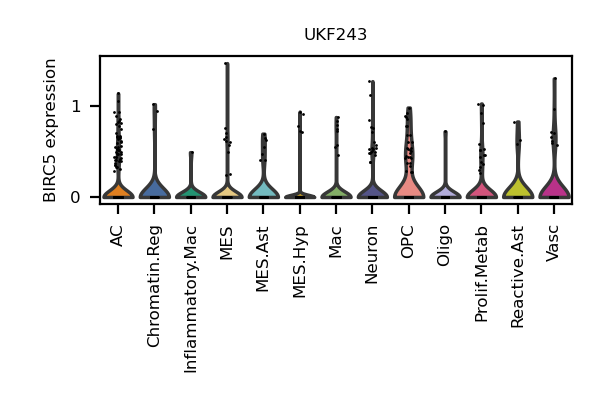 UKF243
BIRC5 expression
1
0
AC
Chromatin.Reg
Inflammatory.Mac
MES
MES.Ast
MES.Hyp
Mac
Neuron
OPC
Oligo
Prolif.Metab
Reactive.Ast
Vasc